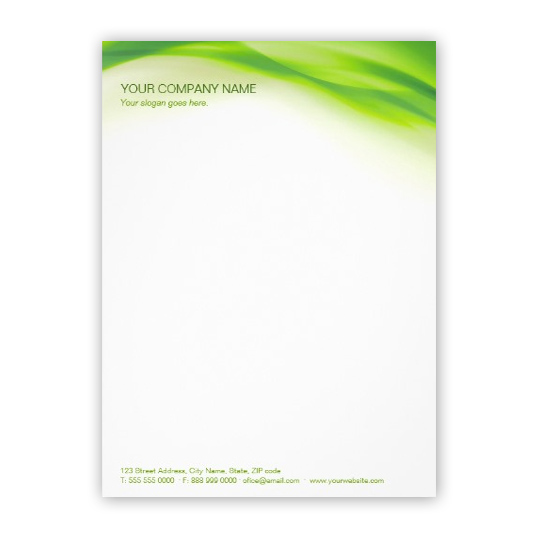 YOUR COMPANY NAME
Your slogan goes here.
123 Street Address, City Name, State, ZIP code
T: 555 555 0000 · F: 888 999 0000 · ofice@email.com · www.yourwebsite.com